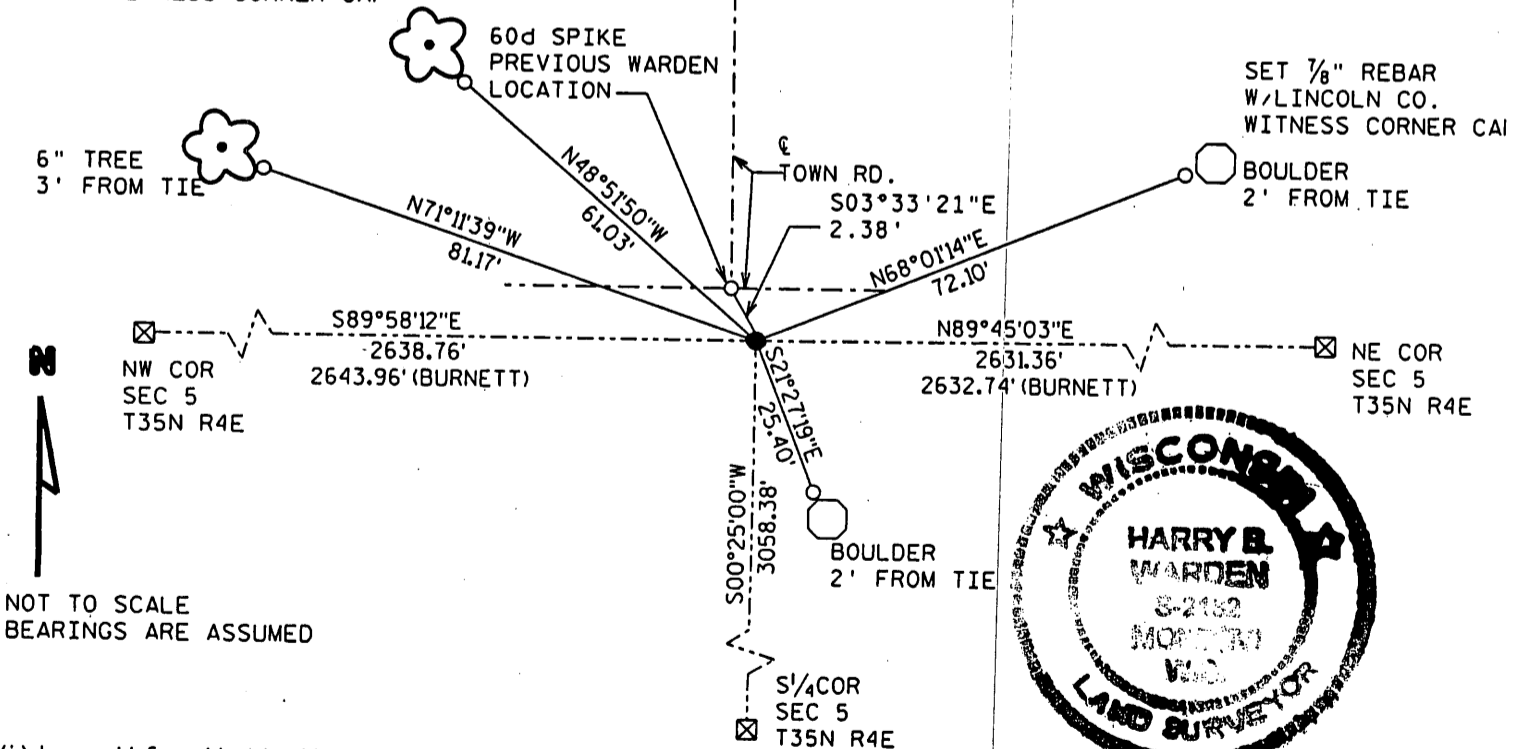 60d SPIKE
PREVIOUS WARDEN
LOCATION
SET 7/8" REBAR
W/LINCOLN CO.
WITNESS CORNER CA
6" TREE
3' FROM TIE
℄
TOWN RD.
BOULDER
2' FROM TIE
N48°51'50"W
61.03'
S03°33'21"E
2.38'
N71°11'39"W
81.17'
N68°01'14"E
72.10'
S89°58'12"E
2638.76'
2643.96' (BURNETT)
N89°45'03"E
2631.36'
2632.74' (BURNETT)
N
NW COR
SEC 5
T35N R4E
NE COR
SEC 5
T35N R4E
S21°27'19"E
25.40'
S00°25'00"W
3058.38'
BOULDER
2' FROM TIE
NOT TO SCALE
BEARINGS ARE ASSUMED
S1/4COR
SEC 5
T35N R4E
WISCONSIN
HARRY B.
WARDEN
LAND SURVEYOR